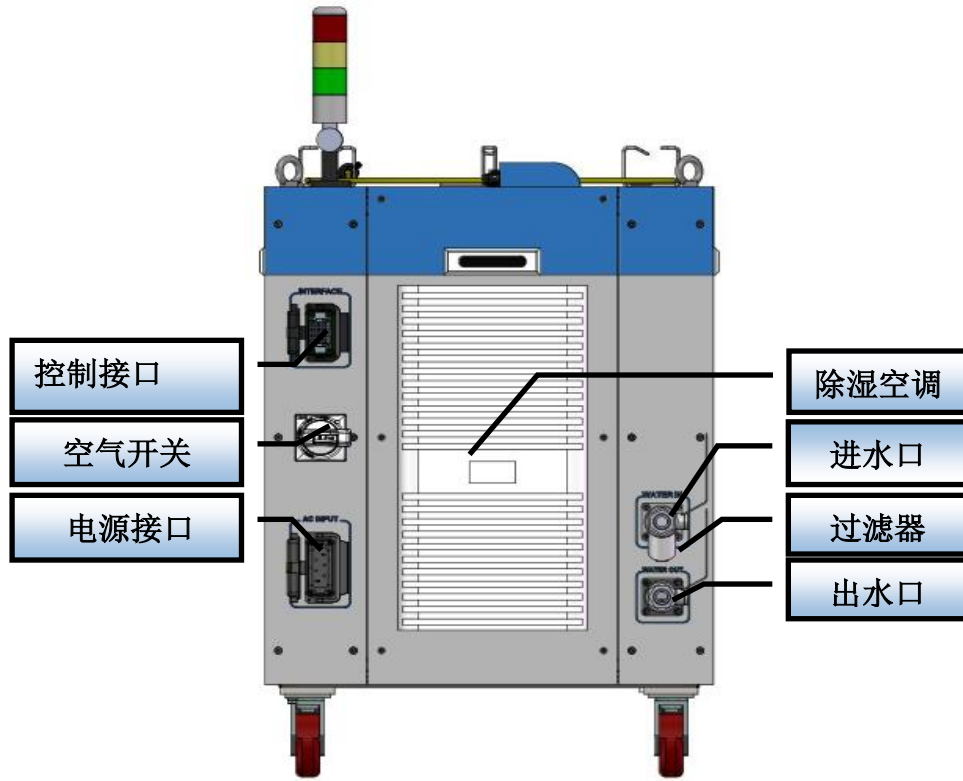 INTERFACE
控制接口
除湿空调
空气开关
进水口
WATER IN
电源接口
AC INPUT
过滤器
WATER OUT
出水口